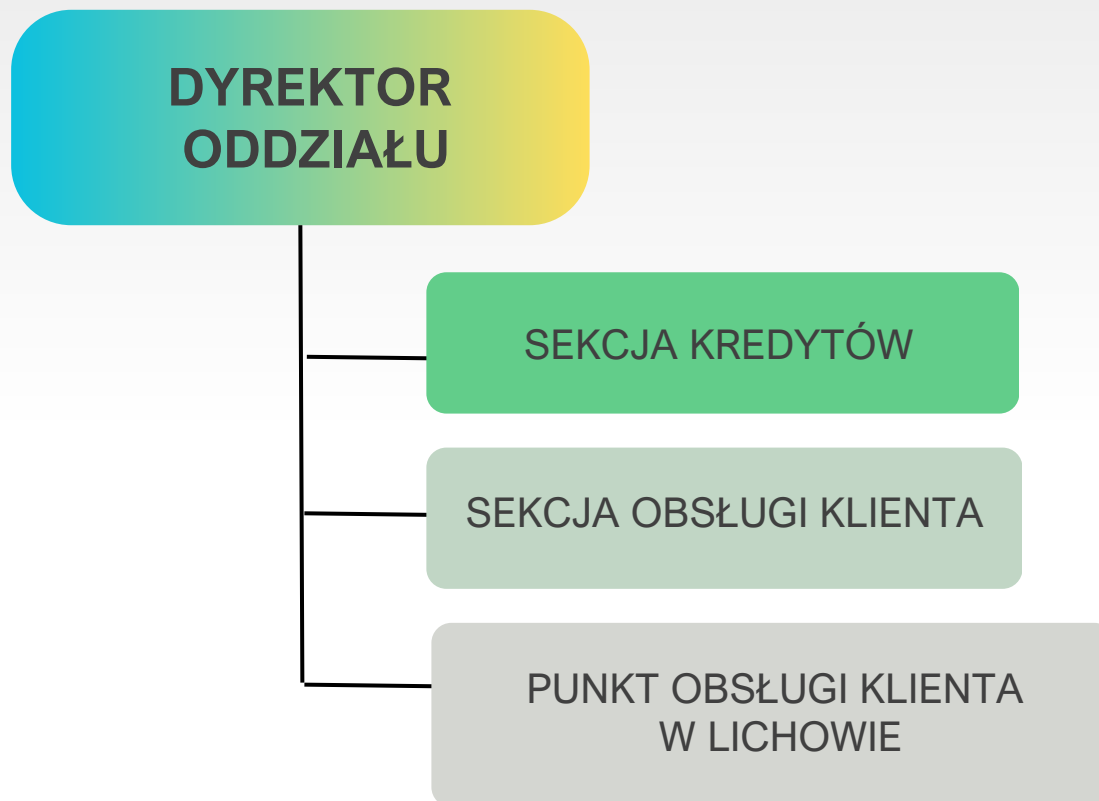 DYREKTOR
ODDZIAŁU
SEKCJA KREDYTÓW
SEKCJA OBSŁUGI KLIENTA
PUNKT OBSŁUGI KLIENTA
W LICHOWIE